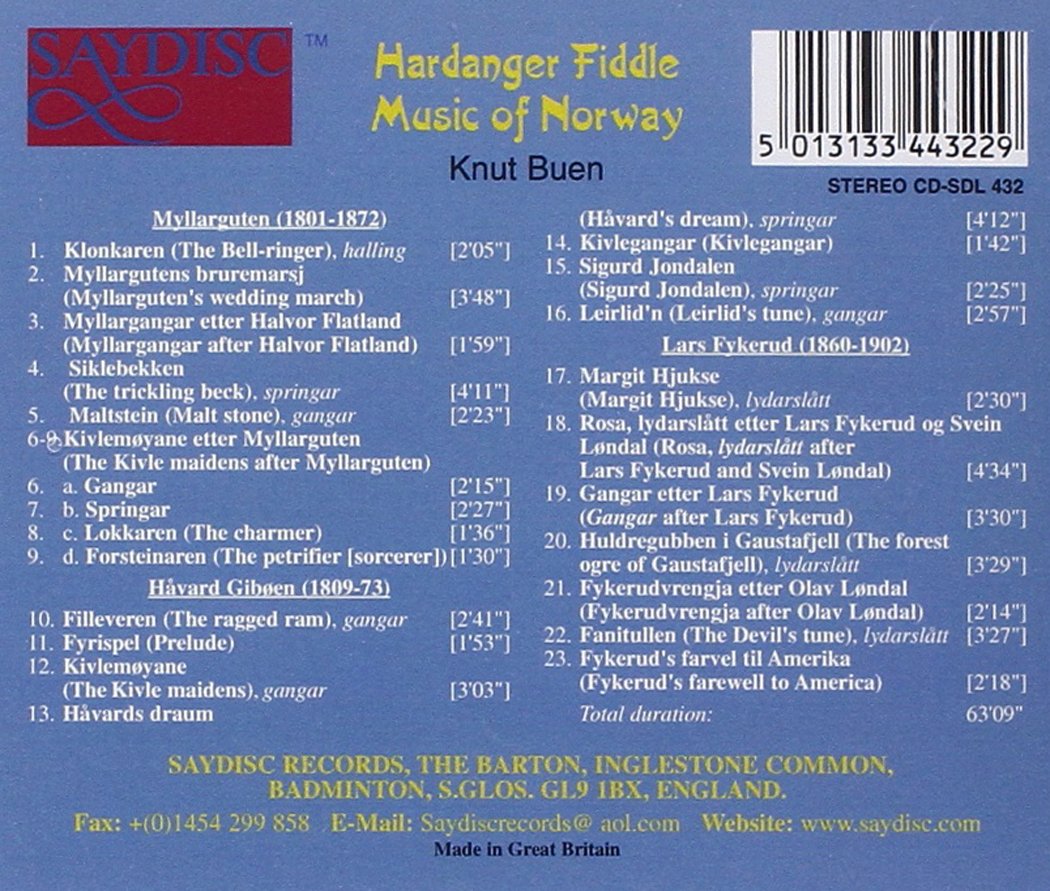 SAYDISC ™
Hardanger Fiddle
Music of Norway
Knut Buen
5 013133 443229
STEREO CD-SDL 432
Myllarguten (1801-1872)
1. Klonkaren (The Bell-ringer), halling [2'05"]
2. Myllargutens bruremarsj
(Myllarguten's wedding march) [3'48"]
3. Myllargangar etter Halvor Flatland
(Myllargangar after Halvor Flatland) [1'59"]
4. Siklebekken
(The trickling beck), springar [4'11"]
5. Maltstein (Malt stone), gangar [2'23"]
6-9. Kivlemøyane etter Myllarguten
(The Kivle maidens after Myllarguten)
6. a. Gangar [2'15"]
7. b. Springar [2'27"]
8. c. Lokkaren (The charmer) [1'36"]
9. d. Forsteinaren (The petrifier [sorcerer]) [1'30"]
Håvard Gibøen (1809-73)
10. Filleveren (The ragged ram), gangar [2'41"]
11. Fyrispel (Prelude) [1'53"]
12. Kivlemøyane
(The Kivle maidens), gangar [3'03"]
13. Håvards draum
(Håvard's dream), springar [4'12"]
14. Kivlegangar (Kivlegangar) [1'42"]
15. Sigurd Jondalen
(Sigurd Jondalen), springar [2'25"]
16. Leirlid'n (Leirlid's tune), gangar [2'57"]
Lars Fykerud (1860-1902)
17. Margit Hjukse
(Margit Hjukse), lydarslått [2'30"]
18. Rosa, lydarslått etter Lars Fykerud og Svein
Løndal (Rosa, lydarslått after
Lars Fykerud and Svein Løndal) [4'34"]
19. Gangar etter Lars Fykerud
(Gangar after Lars Fykerud) [3'30"]
20. Huldregubben i Gaustafjell (The forest
ogre of Gaustafjell), lydarslått [3'29"]
21. Fykerudvrengja etter Olav Løndal
(Fykerudvrengja after Olav Løndal) [2'14"]
22. Fanitullen (The Devil's tune), lydarslått [3'27"]
23. Fykerud's farvel til Amerika
(Fykerud's farewell to America) [2'18"]
Total duration: 63'09"
SAYDISC RECORDS, THE BARTON, INGLESTONE COMMON,
BADMINTON, S.GLOS. GL9 1BX, ENGLAND.
Fax: +(0)1454 299 858 E-Mail: Saydiscrecords@ aol.com Website: www.saydisc.com
Made in Great Britain